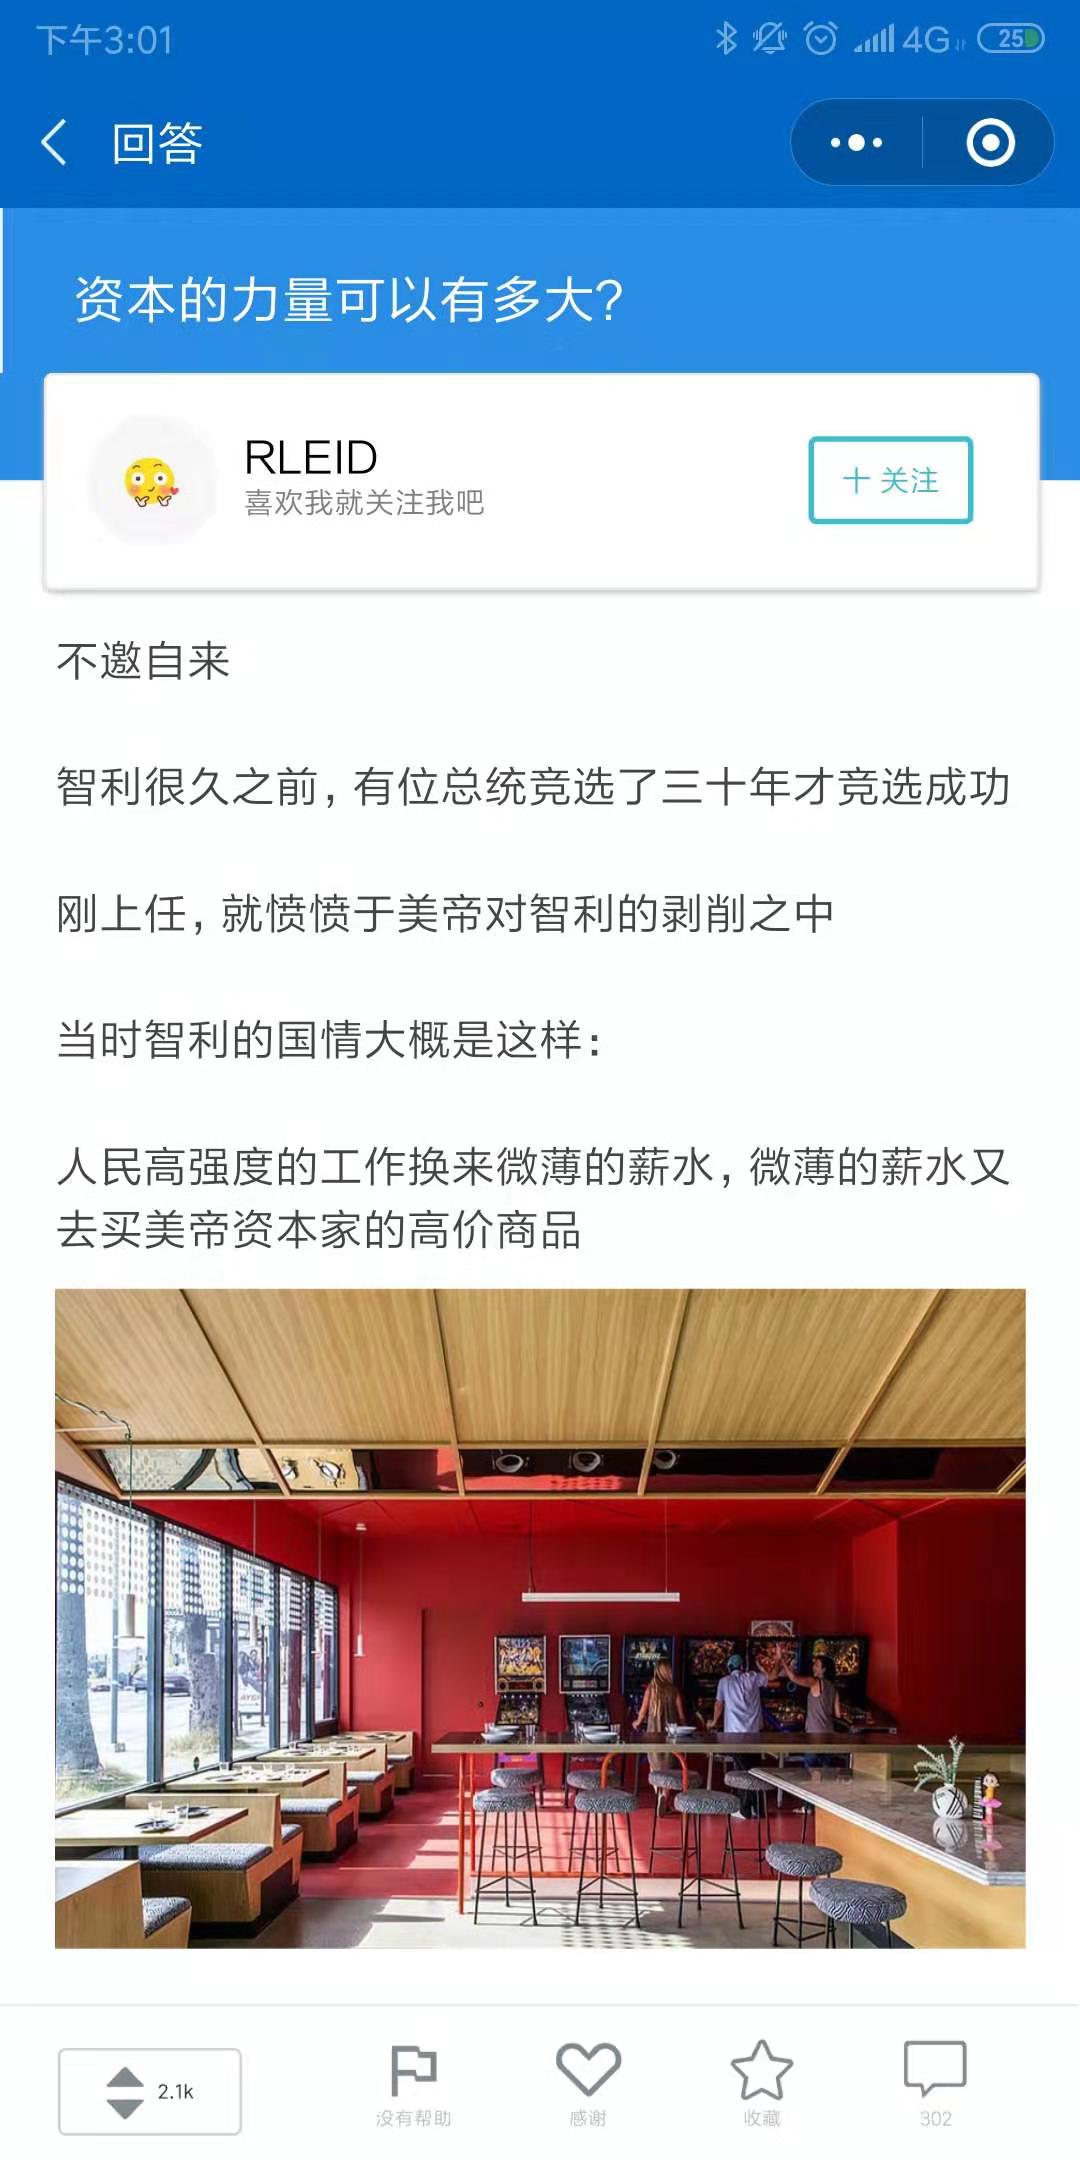 下午3:01
4G
25
回答
资本的力量可以有多大?
RLEID
喜欢我就关注我吧
十 关注
不邀自来
智利很久之前，有位总统竞选了三十年才竞选成功
刚上任，就愤愤于美帝对智利的剥削之中
当时智利的国情大概是这样：
人民高强度的工作换来微薄的薪水，微薄的薪水又
去买美帝资本家的高价商品
2.1k
没有帮助
感谢
收藏
302